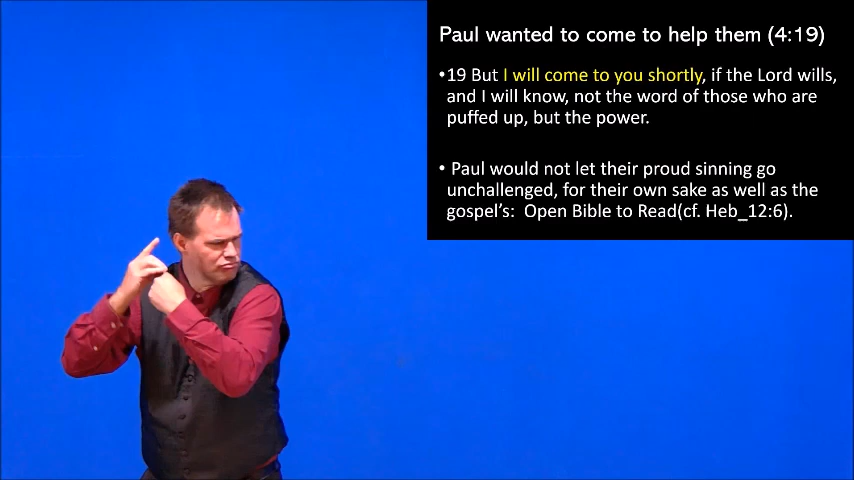 Paul wanted to come to help them (4:19)
•19 But I will come to you shortly, if the Lord wills,
and I will know, not the word of those who are
puffed up, but the power.
• Paul would not let their proud sinning go
unchallenged, for their own sake as well as the
gospel’s:  Open Bible to Read(cf. Heb_12:6).